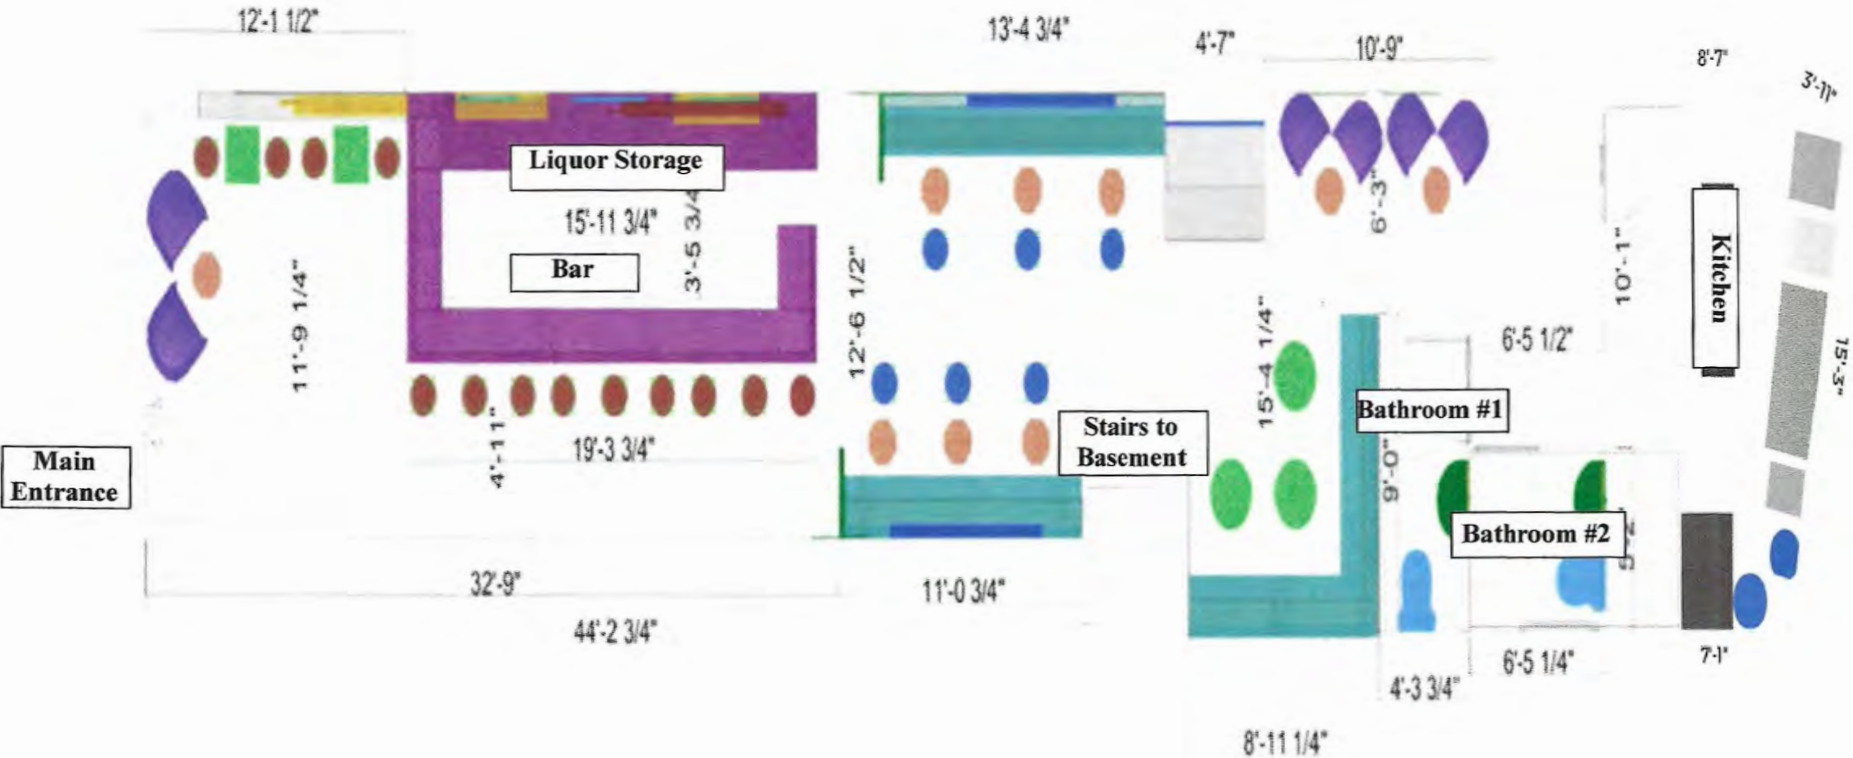 12'-1 1/2"
13'-4 3/4"
4'-7"
10'-9"
8'-7"
3'-11"
Liquor Storage
15'-11 3/4"
3'-5 3/4
Bar
11'-9 1/4"
12'-6 1/2"
6'-3"
10'-1"
Kitchen
15'-3"
15'-4 1/4"
6'-5 1/2"
Bathroom #1
Main
Entrance
4'-11"
19'-3 3/4"
Stairs to
Basement
9'-0"
Bathroom #2
5'-2"
32'-9"
11'-0 3/4"
44'-2 3/4"
6'-5 1/4"
7'-1"
4'-3 3/4"
8'-11 1/4"